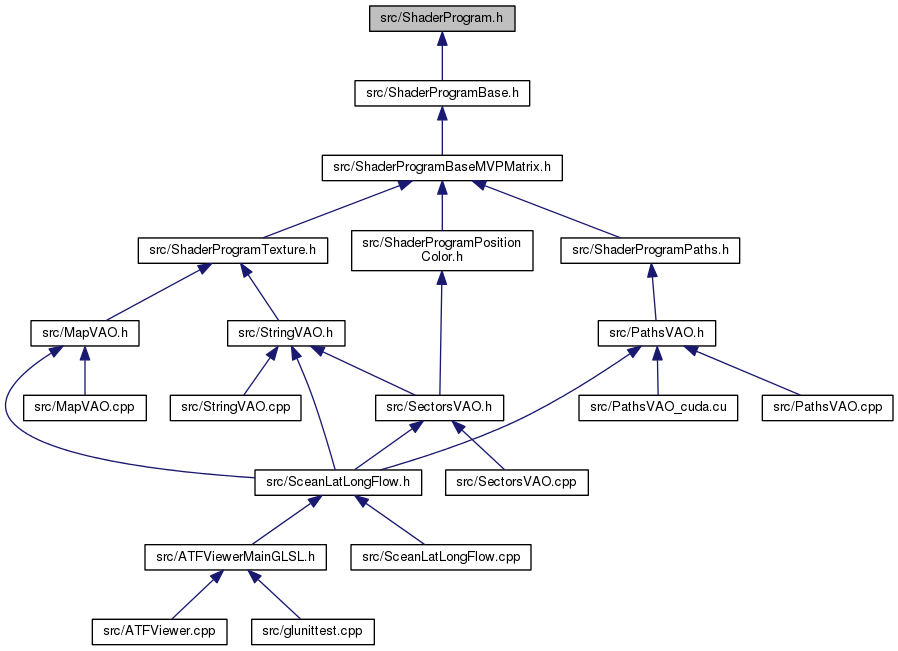 src/ShaderProgram.h
src/ShaderProgramBase.h
src/ShaderProgramBaseMVPMatrix.h
src/ShaderProgramTexture.h
src/ShaderProgramPosition
Color.h
src/ShaderProgramPaths.h
src/MapVAO.h
src/StringVAO.h
src/PathsVAO.h
src/MapVAO.cpp
src/StringVAO.cpp
src/SectorsVAO.h
src/PathsVAO_cuda.cu
src/PathsVAO.cpp
src/SceanLatLongFlow.h
src/SectorsVAO.cpp
src/ATFViewerMainGLSL.h
src/SceanLatLongFlow.cpp
src/ATFViewer.cpp
src/glunittest.cpp